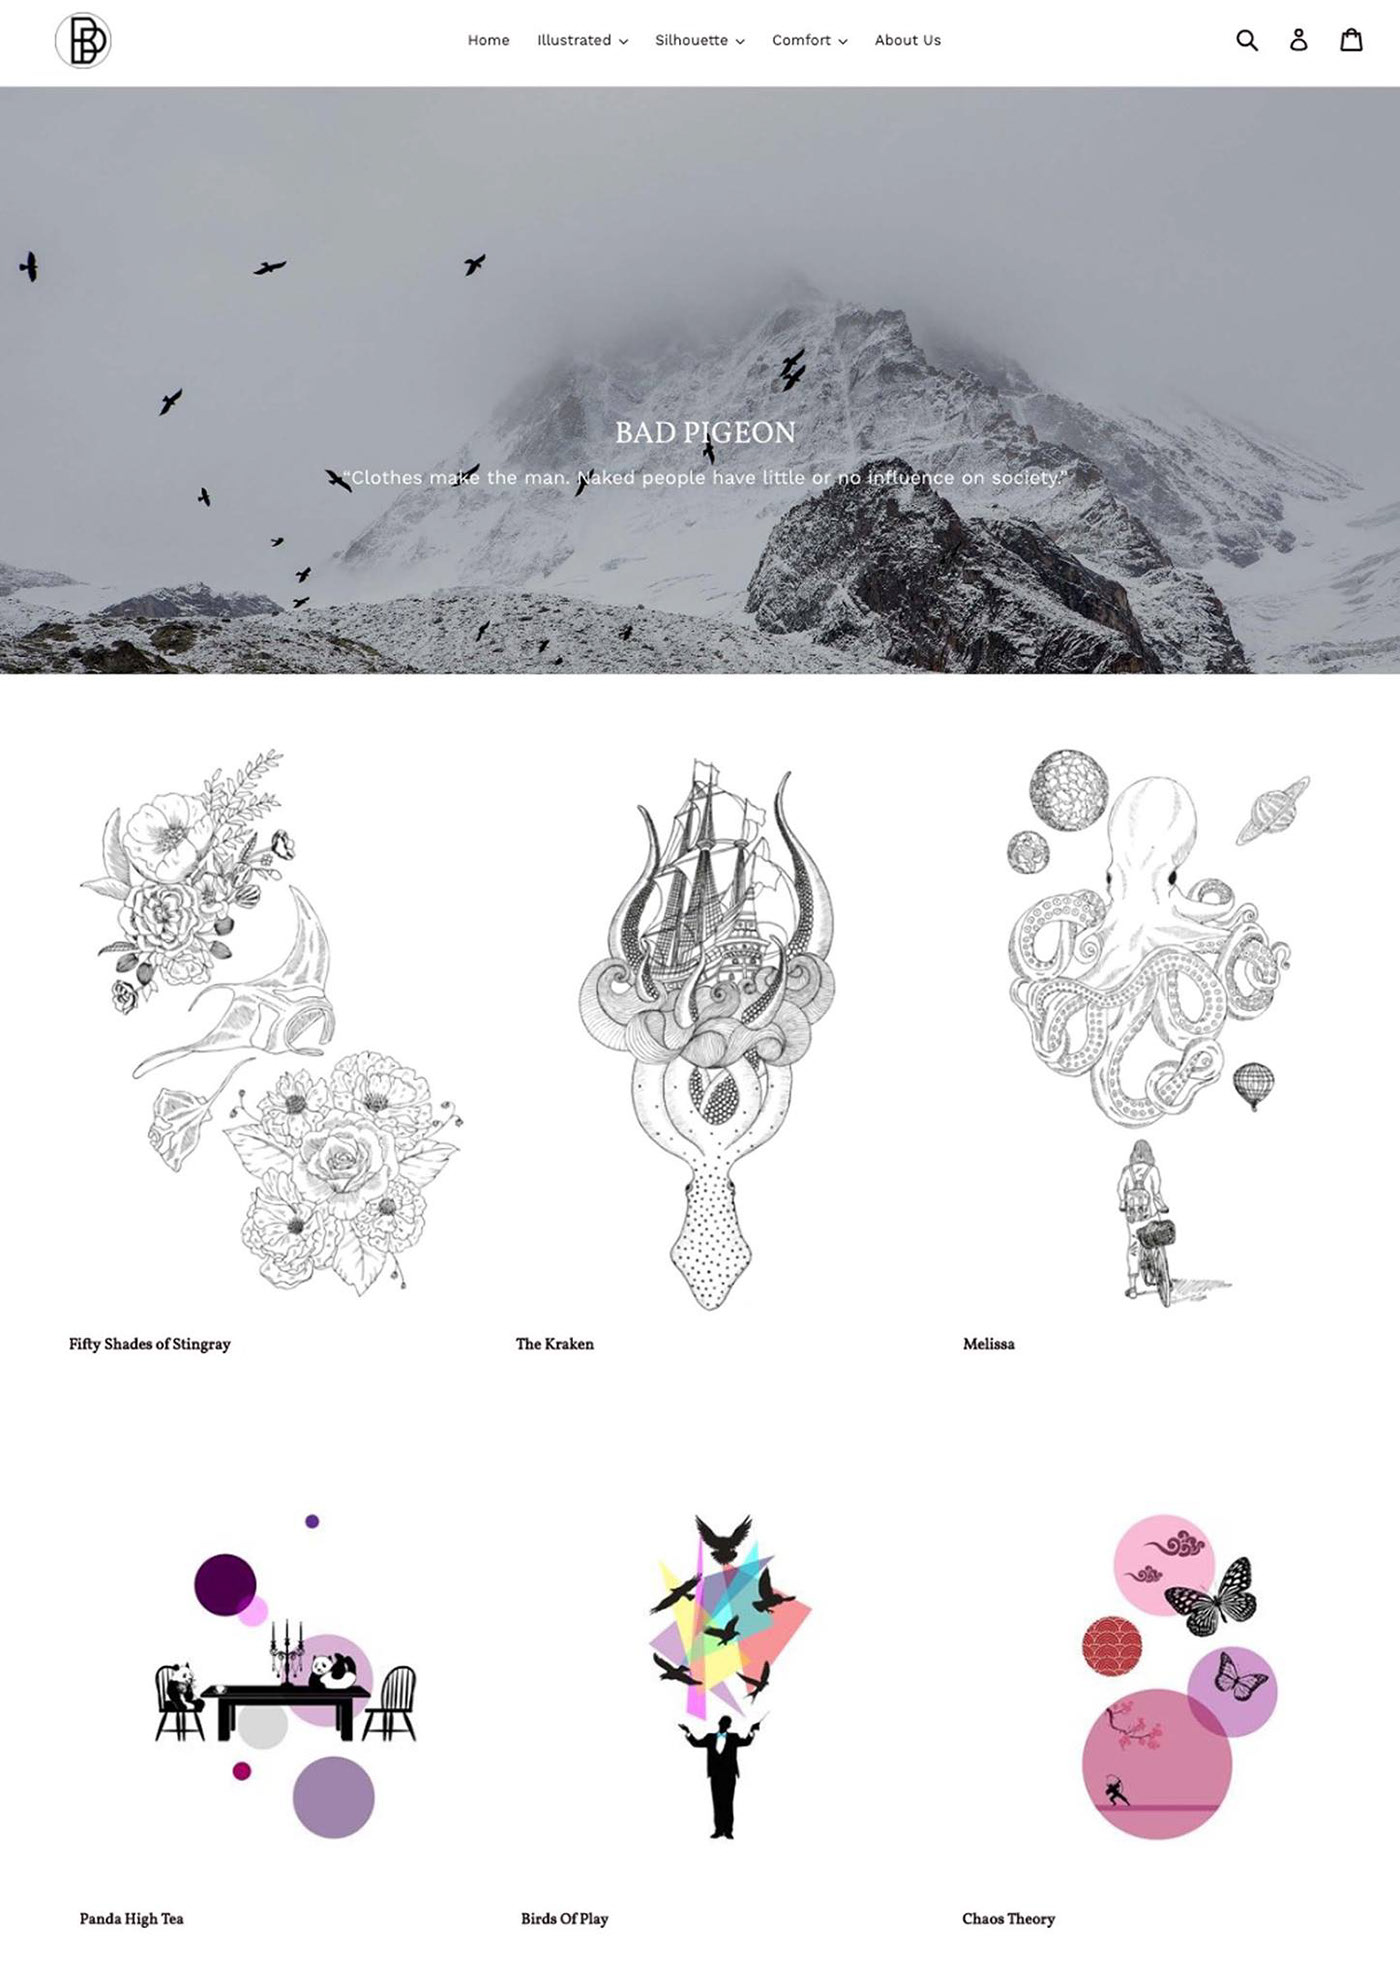 Home
Illustrated
Silhouette
Comfort
About Us
BAD PIGEON
“Clothes make the man. Naked people have little or no influence on society.”
Fifty Shades of Stingray
The Kraken
Melissa
Panda High Tea
Birds Of Play
Chaos Theory